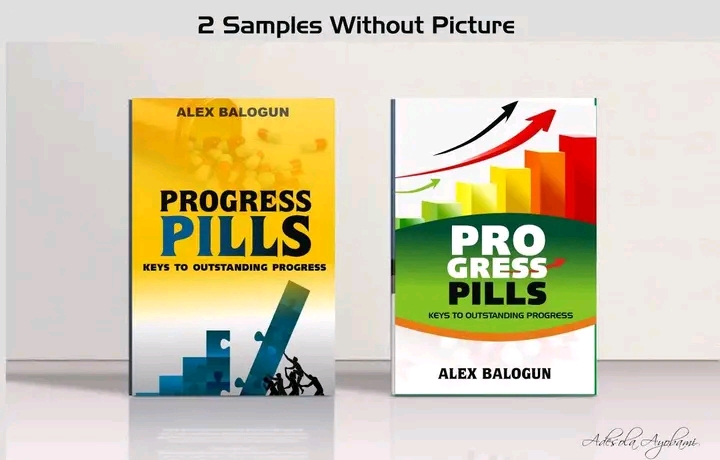 2 Samples Without Picture
ALEX BALOGUN
PROGRESS
PILLS
KEYS TO OUTSTANDING PROGRESS
PRO
GRESS
PILLS
KEYS TO OUTSTANDING PROGRESS
ALEX BALOGUN
Adesola Ayobami